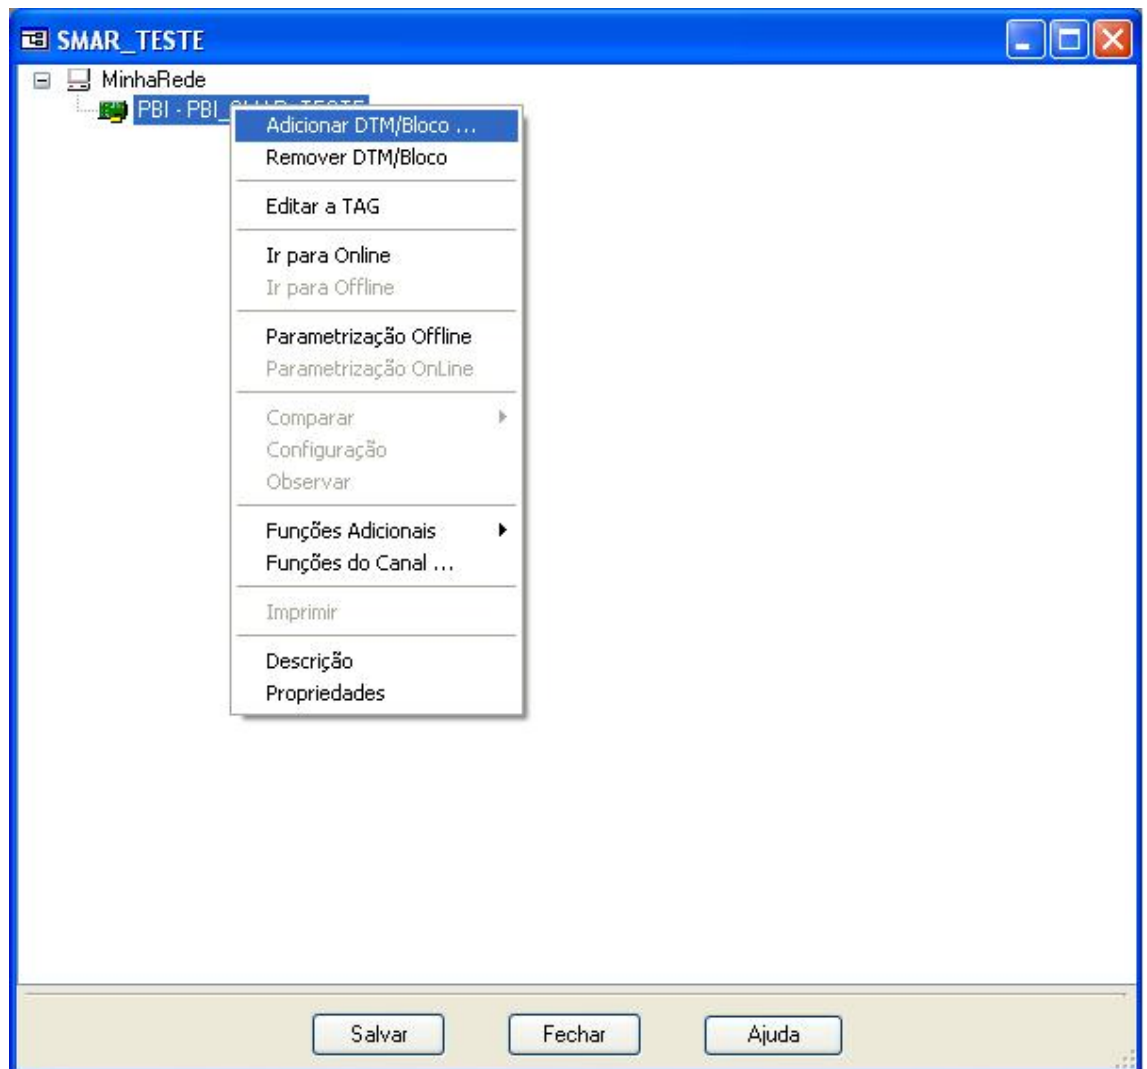 SMAR_TESTE
MinhaRede
PBI - PBI_
Adicionar DTM/Bloco ...
Remover DTM/Bloco
Editar a TAG
Ir para Online
Ir para Offline
Parametrização Offline
Parametrização OnLine
Comparar
Configuração
Observar
Funções Adicionais
Funções do Canal ...
Imprimir
Descrição
Propriedades
Salvar
Fechar
Ajuda